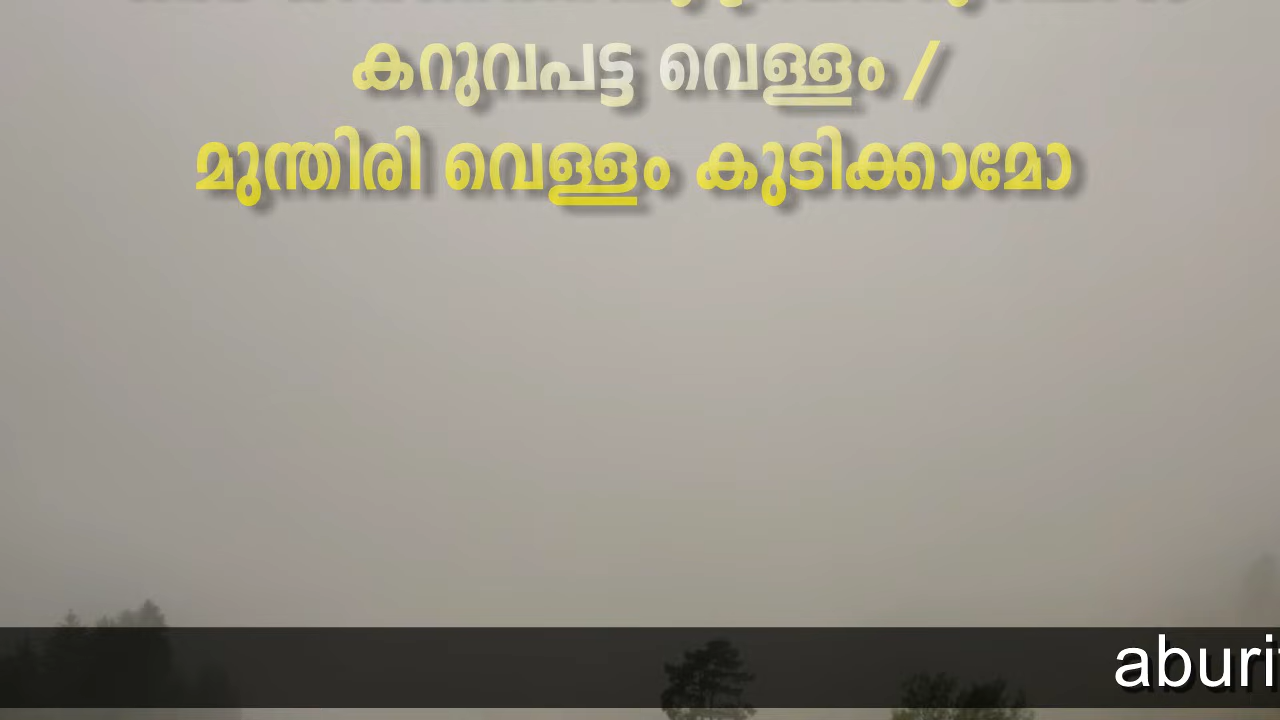 കറുവപട്ട വെള്ളം /
മുന്തിരി വെള്ളം കുടിക്കാമോ
aburi